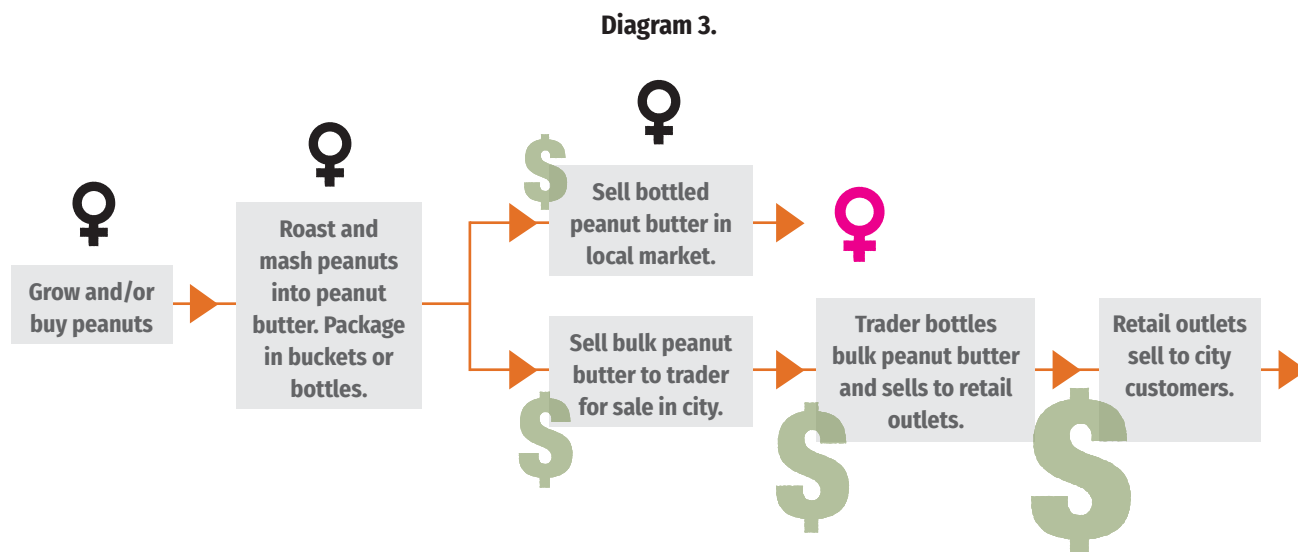 Diagram 3.
Grow and/or
buy peanuts
Roast and
mash peanuts
into peanut
butter. Package
in buckets or
bottles.
$
Sell bottled
peanut butter in
local market.
Sell bulk peanut
butter to trader
for sale in city.
$
Trader bottles
bulk peanut butter
and sells to retail
outlets.
$
Retail outlets
sell to city
customers.
$